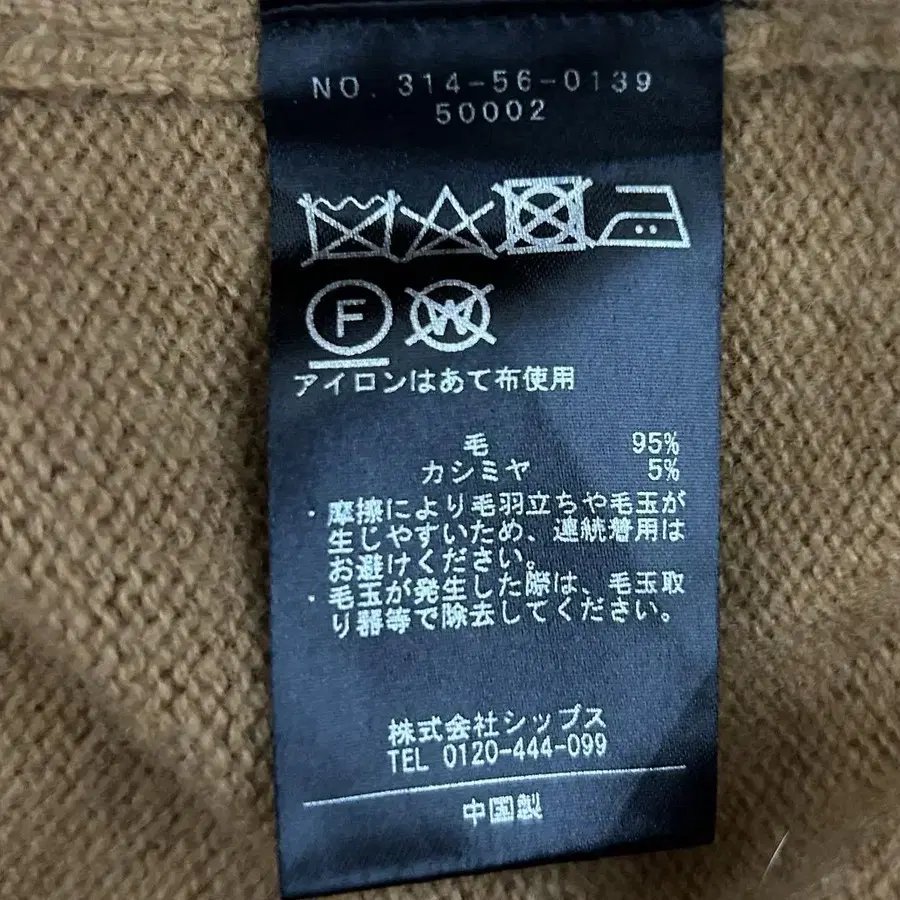 NO. 314-56-0139
50002
F
W
アイロンはあて布使用
毛 95%
カシミヤ 5%
・摩擦により毛羽立ちや毛玉が
生じやすいため、連続着用は
お避けください。
・毛玉が発生した際は、毛玉取
り器等で除去してください。
株式会社シップス
TEL 0120-444-099
中国製